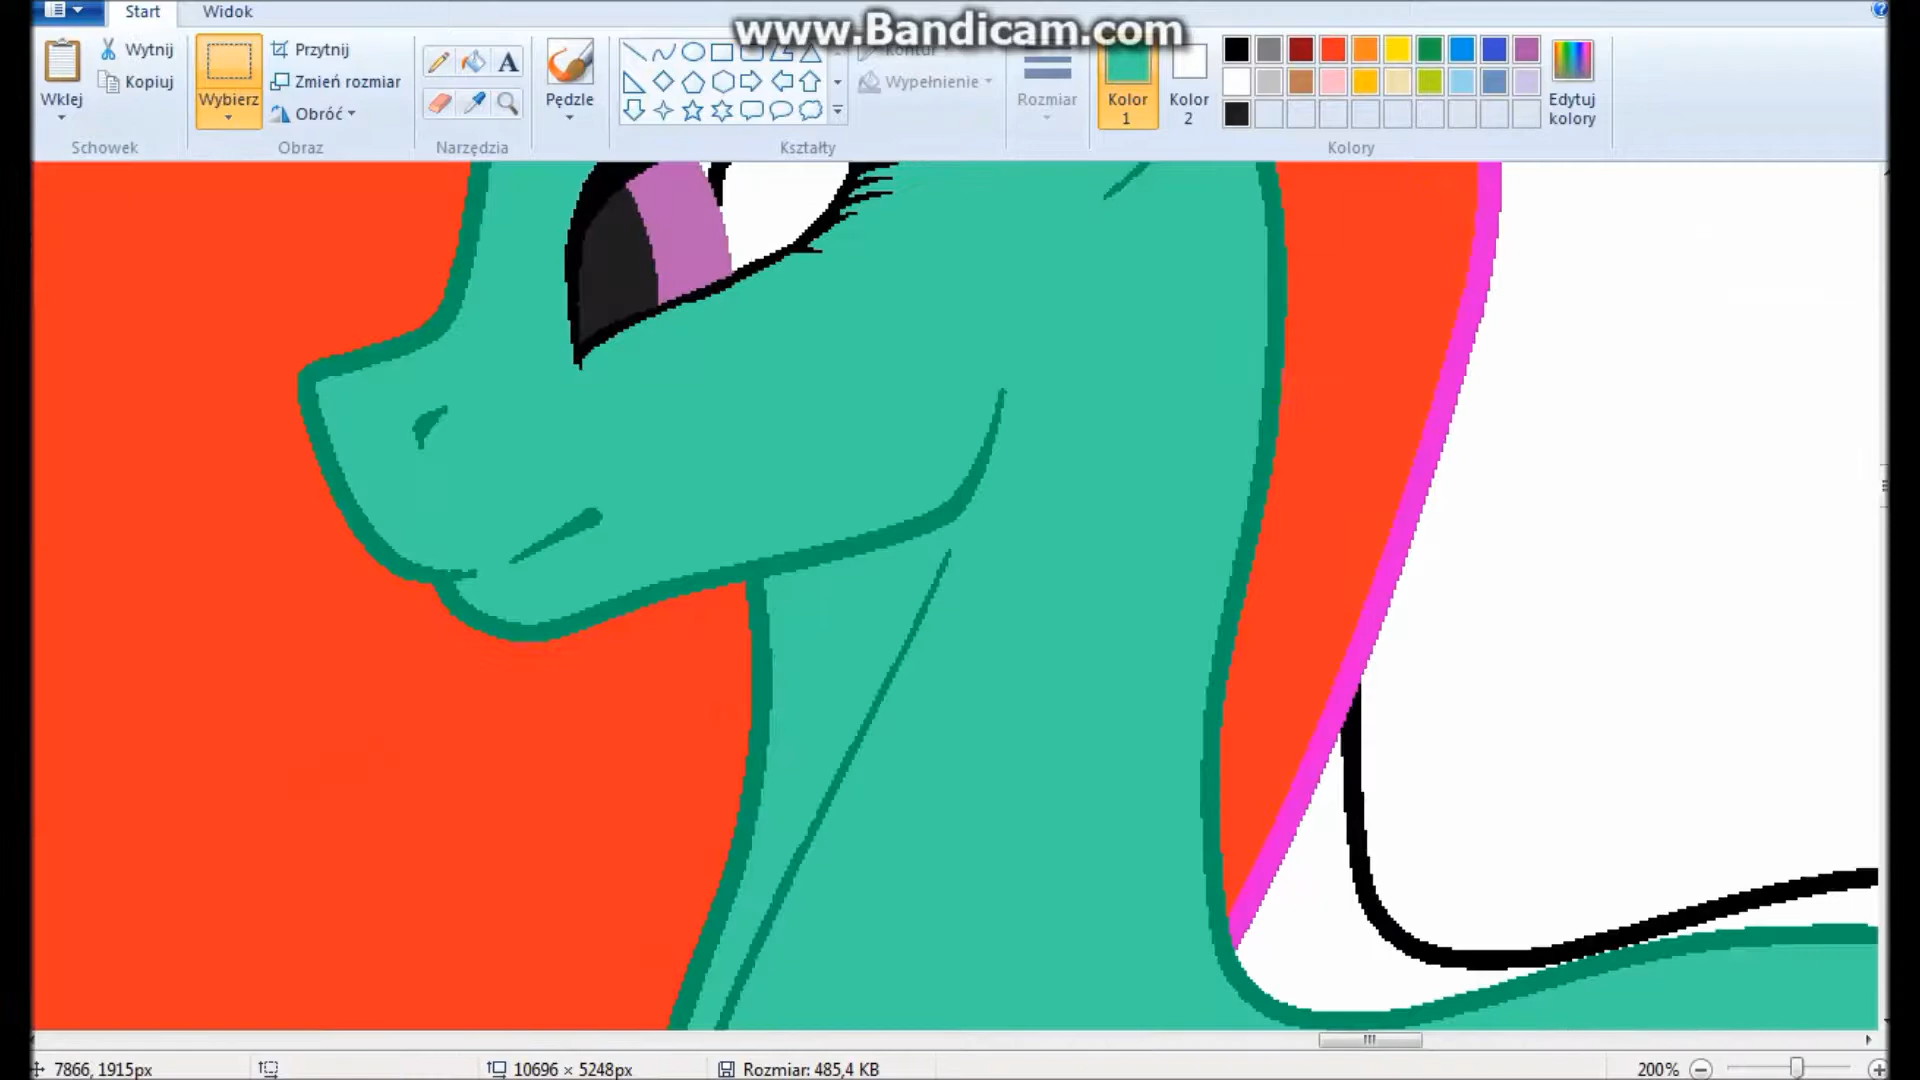 Start Widok
www.Bandicam.com
Wytnij
Przytnij
Kontur
Kopiuj
Zmień rozmiar
A
Wypełnienie
Wklej
Wybierz
Obróć
Pędzle
Rozmiar
Kolor 1
Kolor 2
Edytuj kolory
Schowek
Obraz
Narzędzia
Kształty
Kolory
7866, 1915px
10696 × 5248px
Rozmiar: 485,4 KB
200%